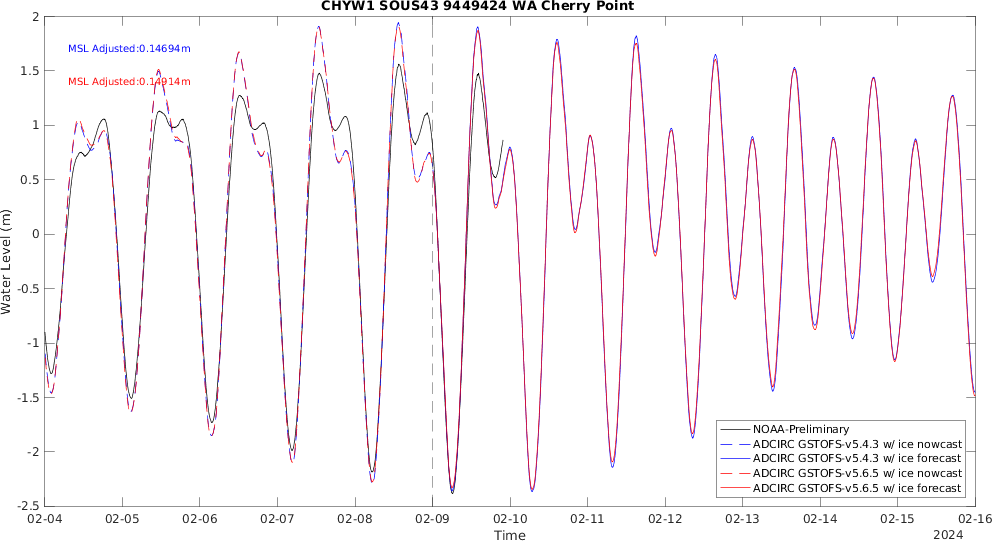 CHYW1 SOUS43 9449424 WA Cherry Point
MSL Adjusted:0.14694m
MSL Adjusted:0.14914m
Water Level (m)
2
1.5
1
0.5
0
-0.5
-1
-1.5
-2
-2.5
NOAA-Preliminary
ADCIRC GSTOFS-v5.4.3 w/ ice nowcast
ADCIRC GSTOFS-v5.4.3 w/ ice forecast
ADCIRC GSTOFS-v5.6.5 w/ ice nowcast
ADCIRC GSTOFS-v5.6.5 w/ ice forecast
02-04 02-05 02-06 02-07 02-08 02-09 02-10 02-11 02-12 02-13 02-14 02-15 02-16
Time
2024